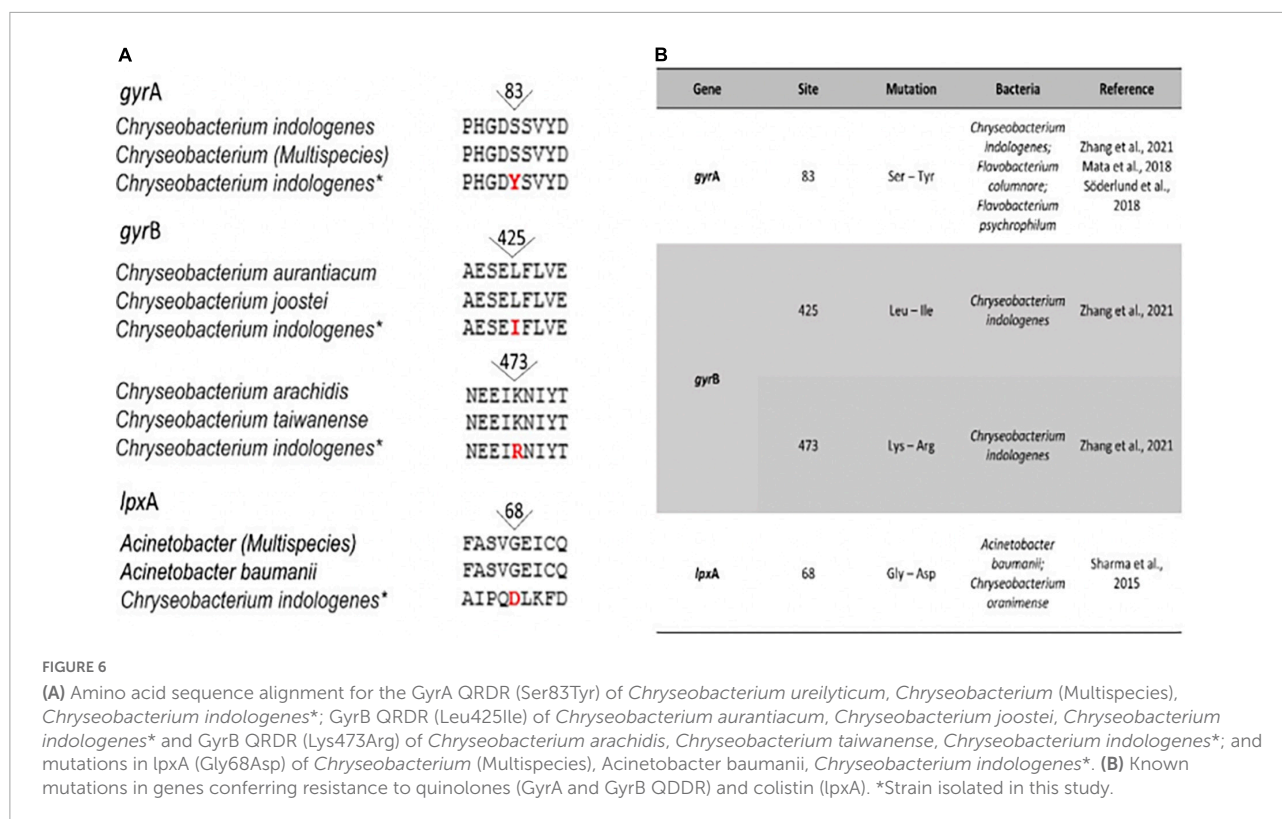 A
gyrA
83
Chryseobacterium indologenes PHGDSSVYD
Chryseobacterium (Multispecies) PHGDSSVYD
Chryseobacterium indologenes* PHGDYSVYD
gyrB
425
Chryseobacterium aurantiacum AESELFLVE
Chryseobacterium joostei AESELFLVE
Chryseobacterium indologenes* AESEIFLVE
473
Chryseobacterium arachidis NEEIKNIYT
Chryseobacterium taiwanense NEEIKNIYT
Chryseobacterium indologenes* NEEIRNIYT
lpxA
68
Acinetobacter (Multispecies) FASVGEICQ
Acinetobacter baumanii FASVGEICQ
Chryseobacterium indologenes* AIPQDLKFD
B
Gene Site Mutation Bacteria Reference
gyrA 83 Ser – Tyr
Chryseobacterium
indologenes;
Flavobacterium
columnare;
Flavobacterium
psychrophilum
Zhang et al., 2021
Mata et al., 2018
Söderlund et al.,
2018
gyrB
425 Leu – Ile
Chryseobacterium
indologenes
Zhang et al., 2021
473 Lys – Arg
Chryseobacterium
indologenes
Zhang et al., 2021
lpxA 68 Gly – Asp
Acinetobacter
baumanii;
Chryseobacterium
oranimense
Sharma et al.,
2015
FIGURE 6
(A) Amino acid sequence alignment for the GyrA QRDR (Ser83Tyr) of Chryseobacterium ureilyticum, Chryseobacterium (Multispecies),
Chryseobacterium indologenes*; GyrB QRDR (Leu425Ile) of Chryseobacterium aurantiacum, Chryseobacterium joostei, Chryseobacterium
indologenes* and GyrB QRDR (Lys473Arg) of Chryseobacterium arachidis, Chryseobacterium taiwanense, Chryseobacterium indologenes*; and
mutations in lpxA (Gly68Asp) of Chryseobacterium (Multispecies), Acinetobacter baumanii, Chryseobacterium indologenes*. (B) Known
mutations in genes conferring resistance to quinolones (GyrA and GyrB QDDR) and colistin (lpxA). *Strain isolated in this study.